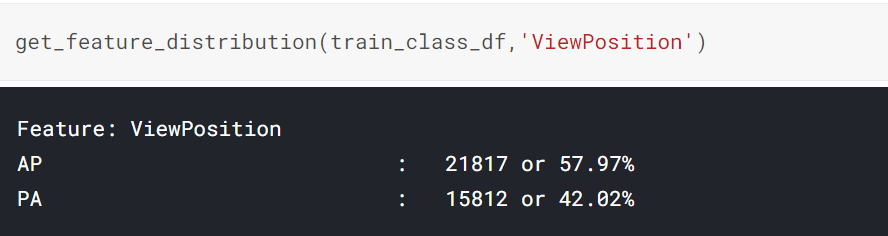 get_feature_distribution(train_class_df,'ViewPosition')
Feature: ViewPosition
AP : 21817 or 57.97%
PA : 15812 or 42.02%